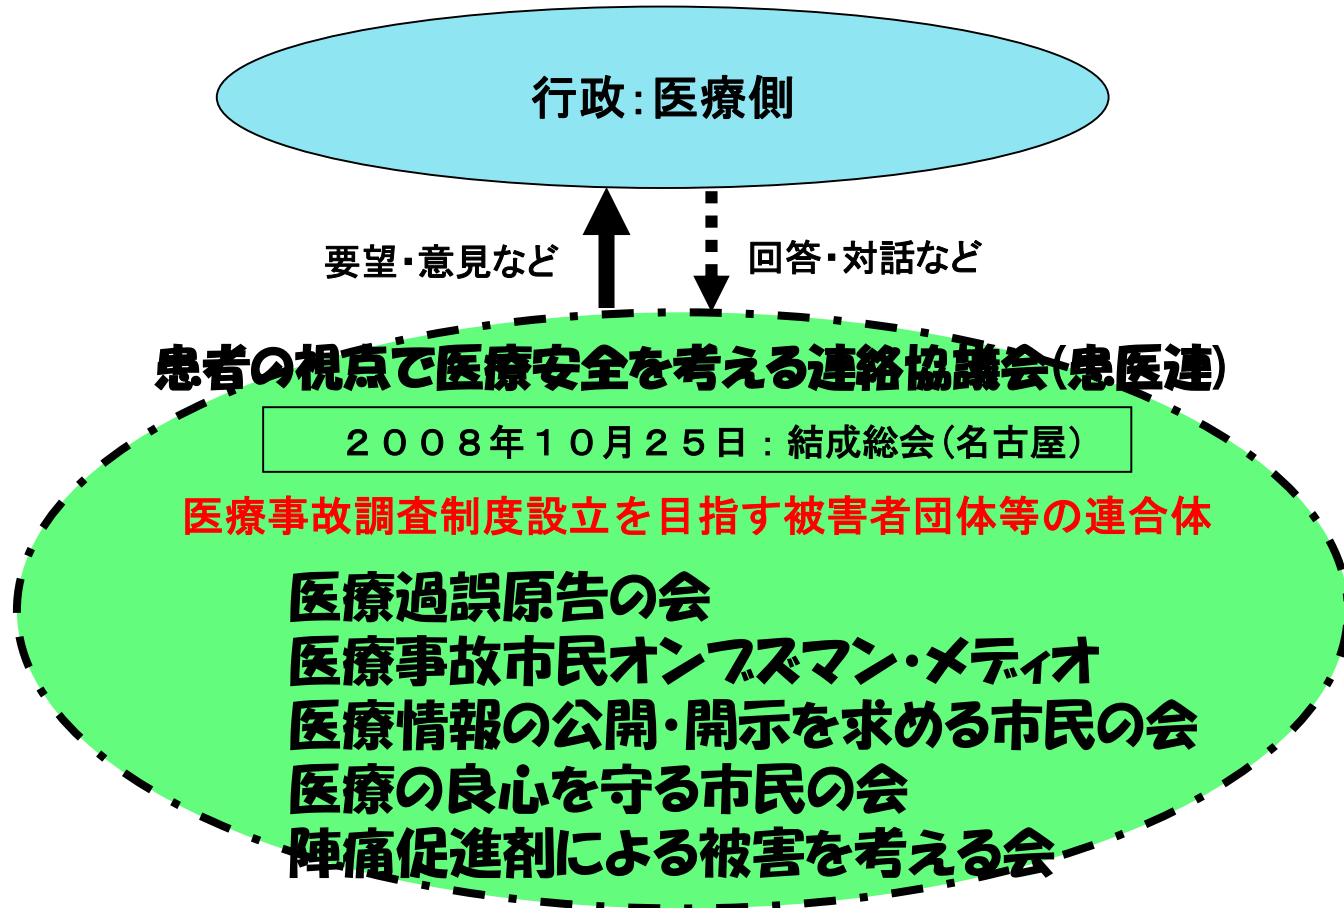 行政:医療側
要望・意見など
回答・対話など
患者の視点で医療安全を考える連絡協議会(患医連)
２００８年１０月２５日：結成総会(名古屋)
医療事故調査制度設立を目指す被害者団体等の連合体
医療過誤原告の会
医療事故市民オンブズマン・メディオ
医療情報の公開・開示を求める市民の会
医療の良心を守る市民の会
陣痛促進剤による被害を考える会